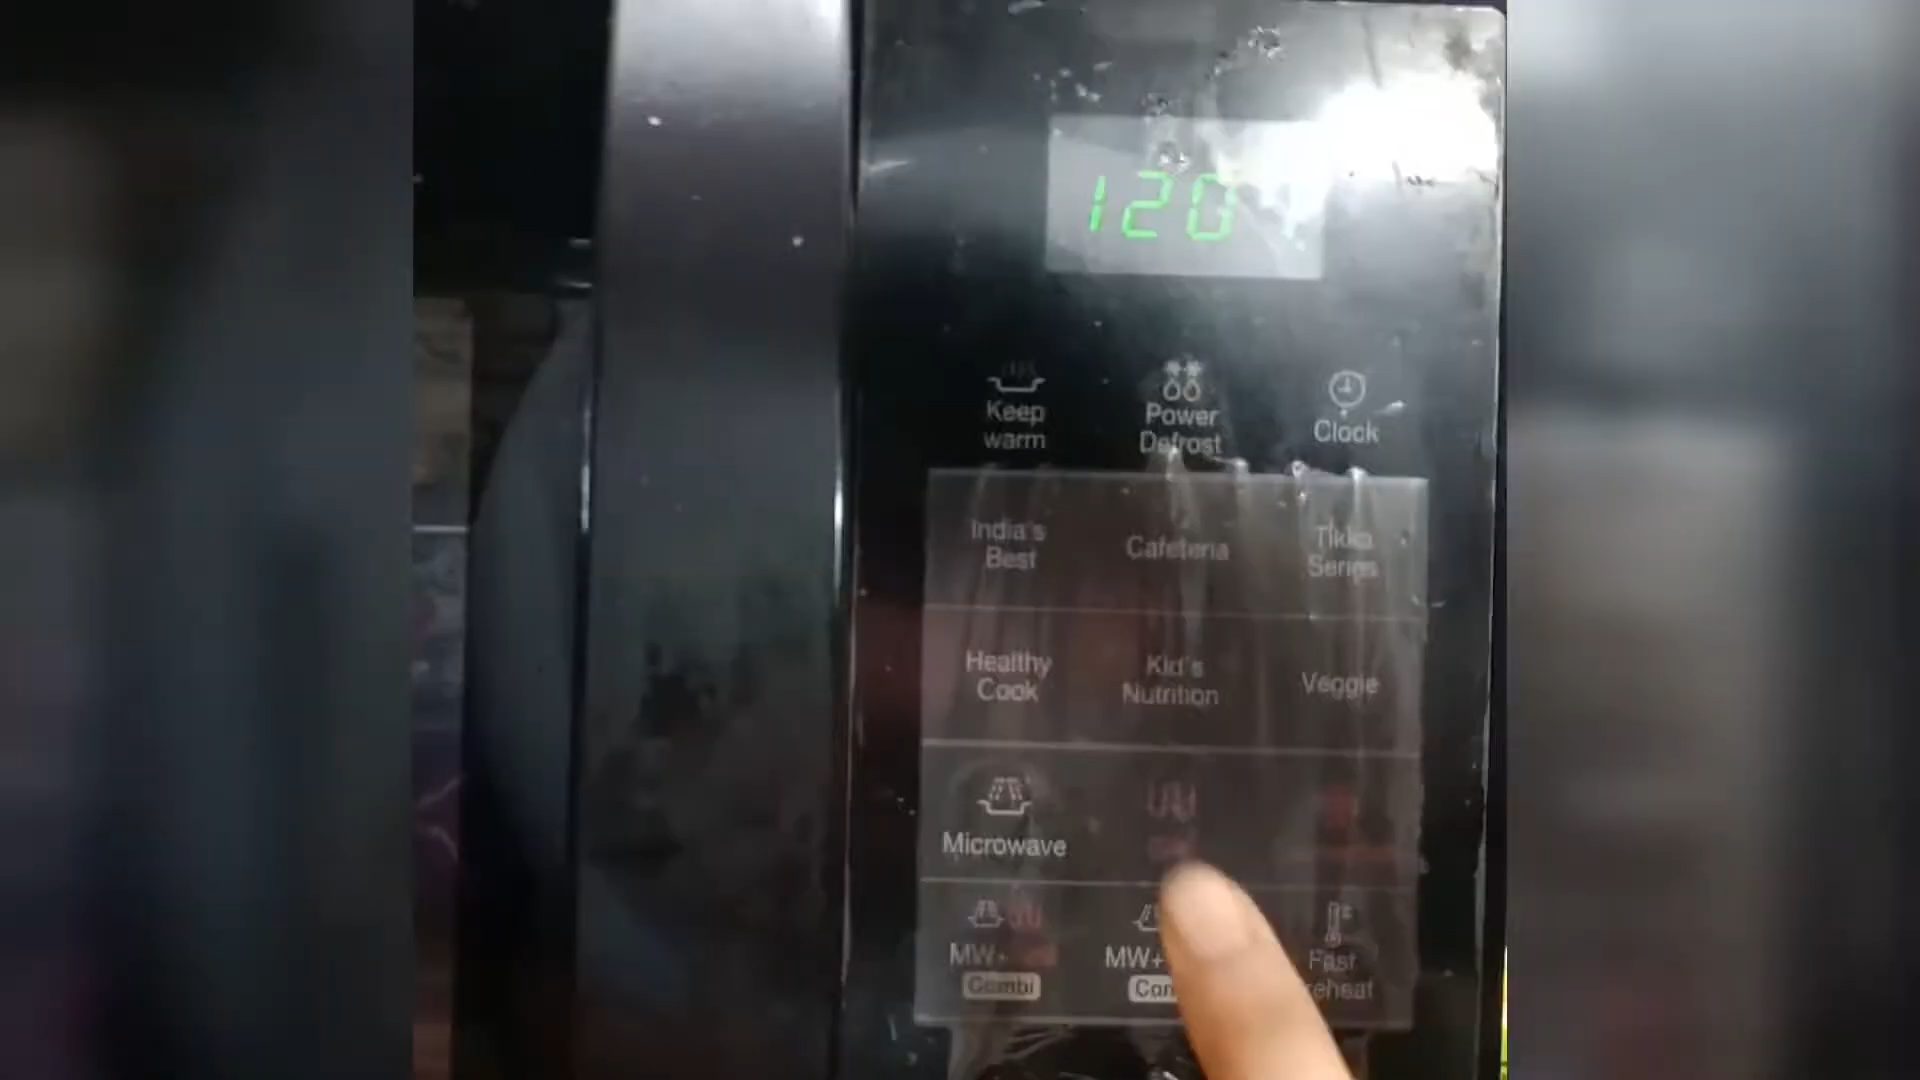 120
Keep
warm
Power
Defrost
Clock
India's
Best
Cafeteria
Tikka
Series
Healthy
Cook
Kid's
Nutrition
Veggie
Microwave
MW+
Combi
MW+
Fast